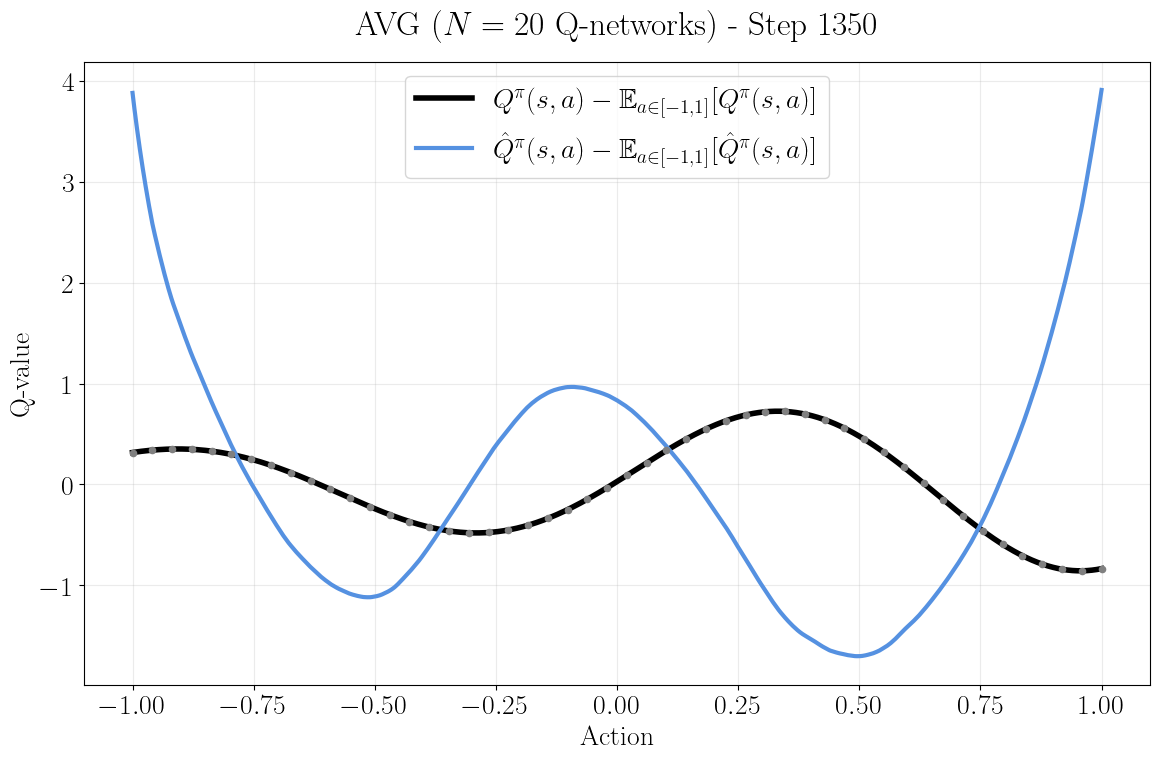 AVG (N = 20 Q-networks) - Step 1350
Q^π(s, a) − 𝔼_{a∈[−1,1]}[Q^π(s, a)]
Q̂^π(s, a) − 𝔼_{a∈[−1,1]}[Q̂^π(s, a)]
4
3
2
1
0
−1
Q-value
−1.00 −0.75 −0.50 −0.25 0.00 0.25 0.50 0.75 1.00
Action